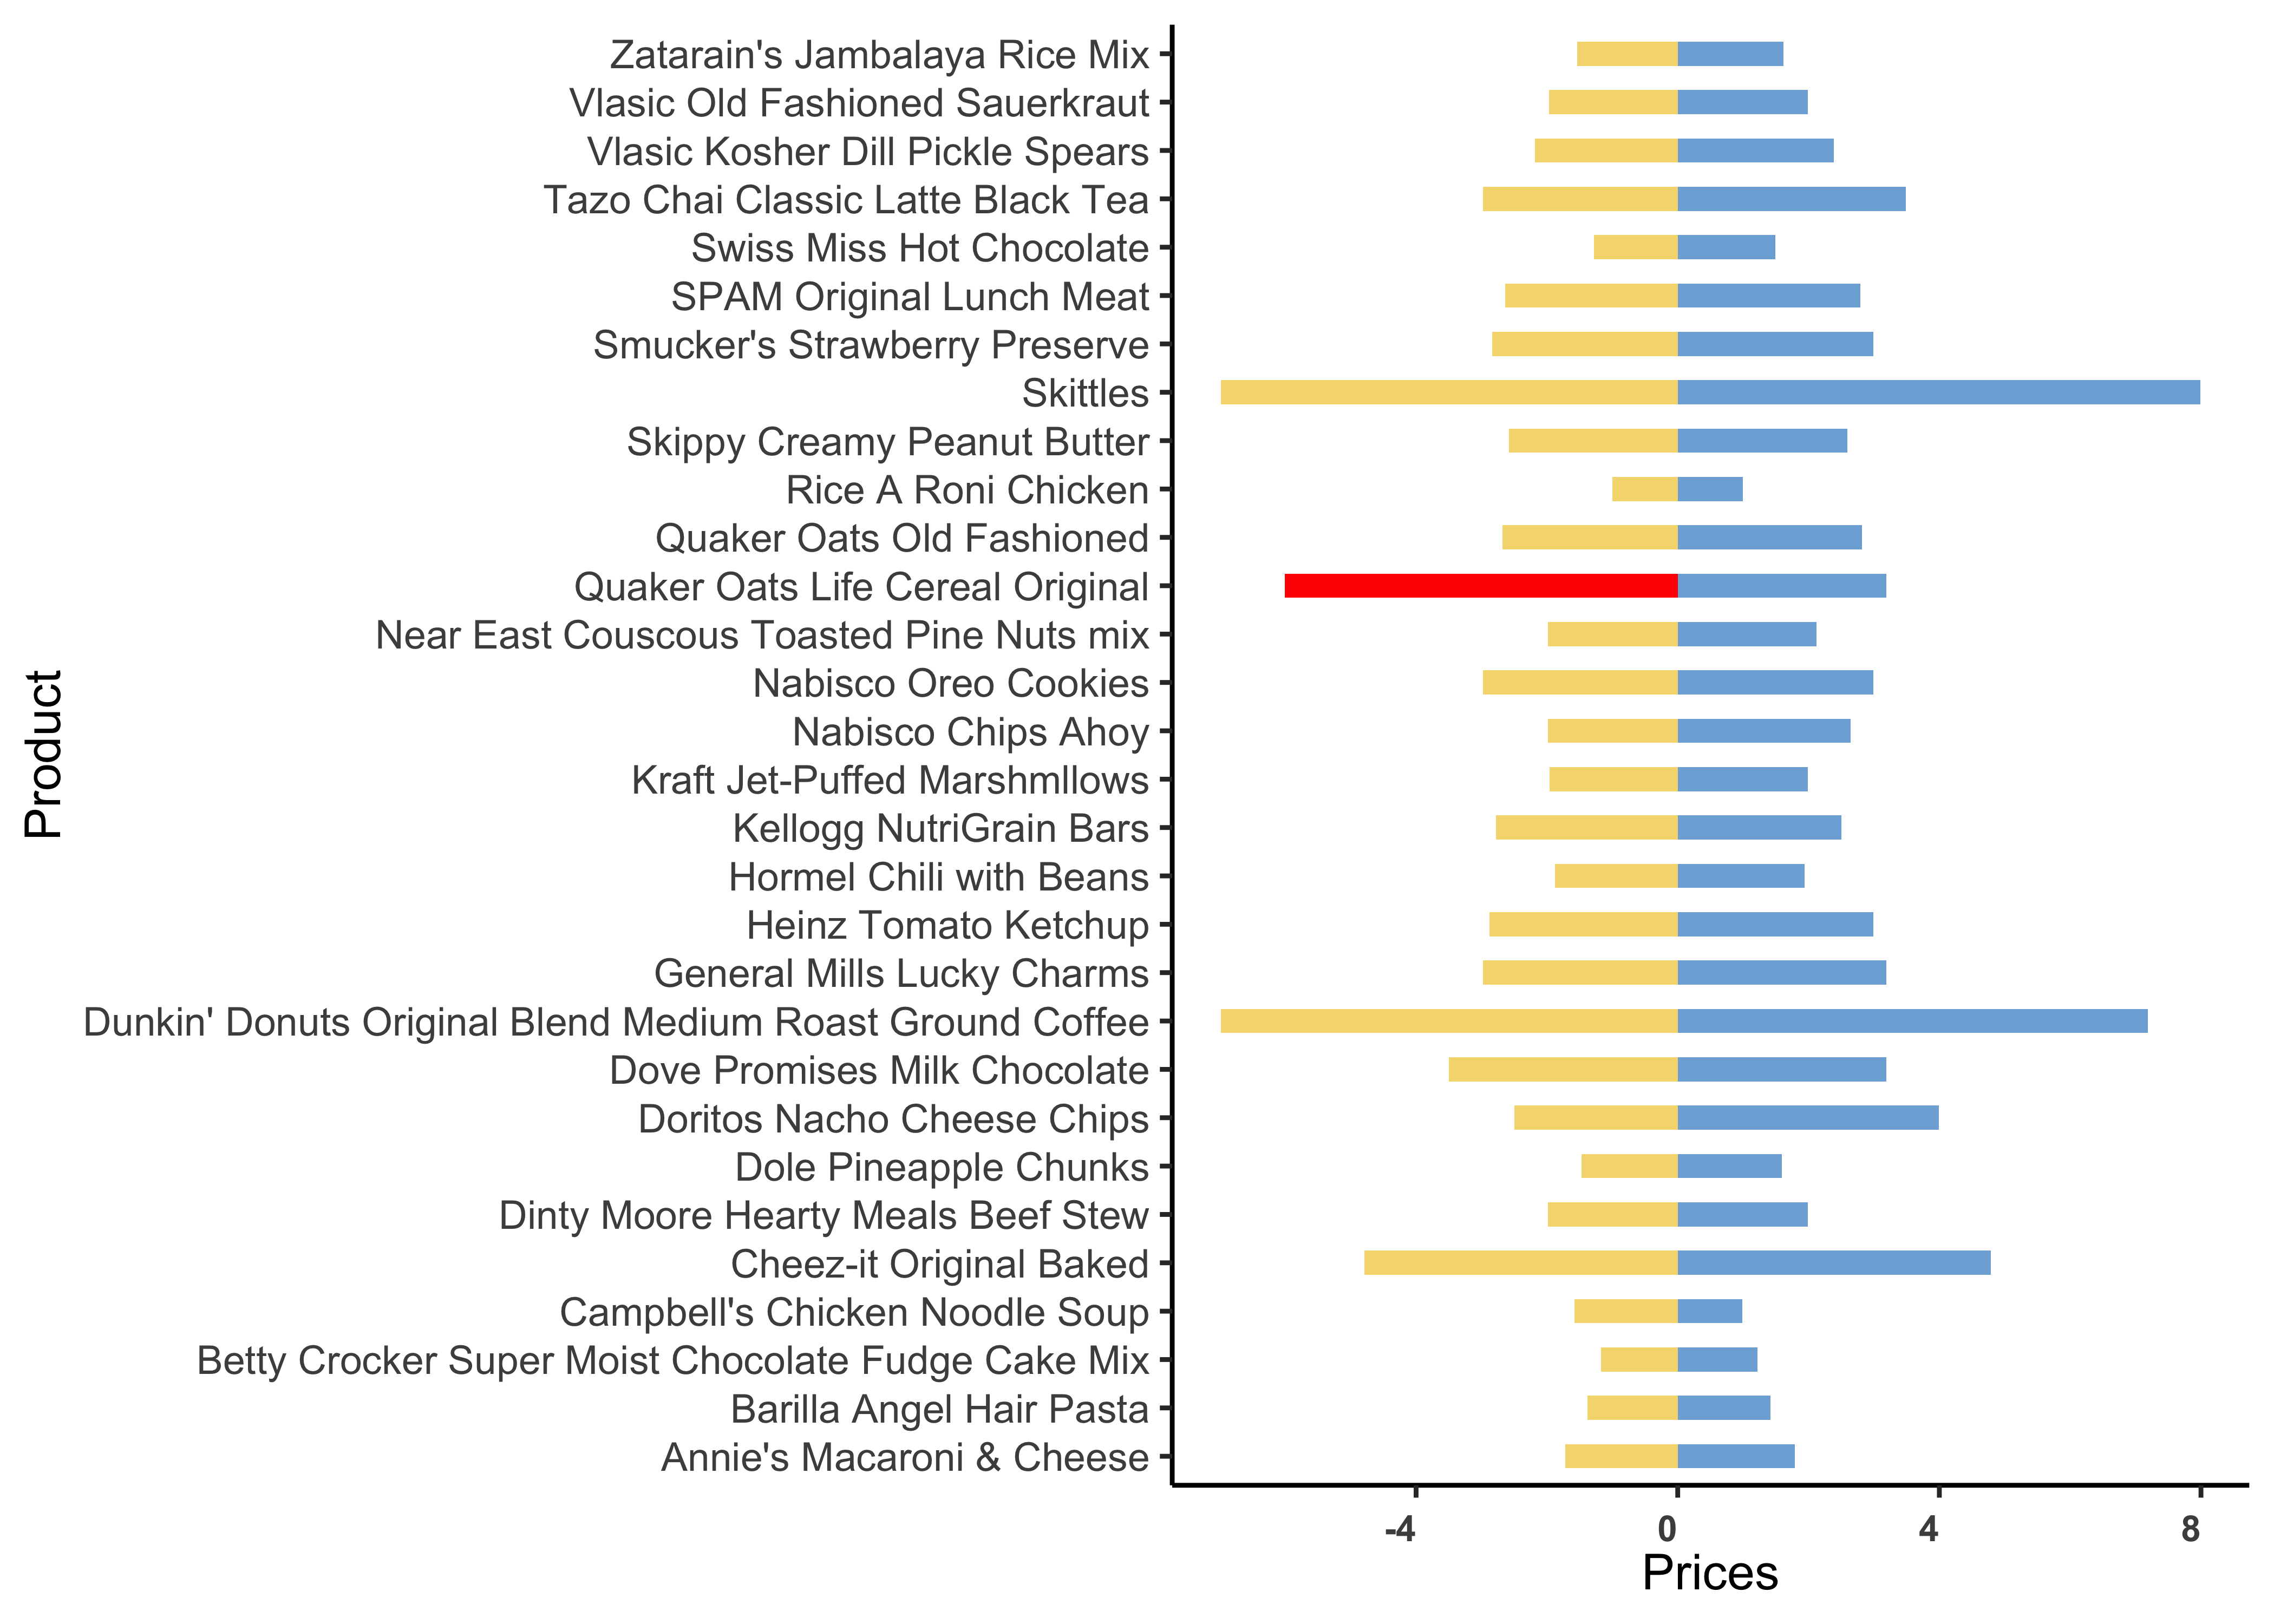 Zatarain's Jambalaya Rice Mix
Vlasic Old Fashioned Sauerkraut
Vlasic Kosher Dill Pickle Spears
Tazo Chai Classic Latte Black Tea
Swiss Miss Hot Chocolate
SPAM Original Lunch Meat
Smucker's Strawberry Preserve
Skittles
Skippy Creamy Peanut Butter
Rice A Roni Chicken
Quaker Oats Old Fashioned
Quaker Oats Life Cereal Original
Near East Couscous Toasted Pine Nuts mix
Nabisco Oreo Cookies
Nabisco Chips Ahoy
Kraft Jet-Puffed Marshmllows
Kellogg NutriGrain Bars
Hormel Chili with Beans
Heinz Tomato Ketchup
General Mills Lucky Charms
Dunkin' Donuts Original Blend Medium Roast Ground Coffee
Dove Promises Milk Chocolate
Doritos Nacho Cheese Chips
Dole Pineapple Chunks
Dinty Moore Hearty Meals Beef Stew
Cheez-it Original Baked
Campbell's Chicken Noodle Soup
Betty Crocker Super Moist Chocolate Fudge Cake Mix
Barilla Angel Hair Pasta
Annie's Macaroni & Cheese
Product
-4 0 4 8
Prices